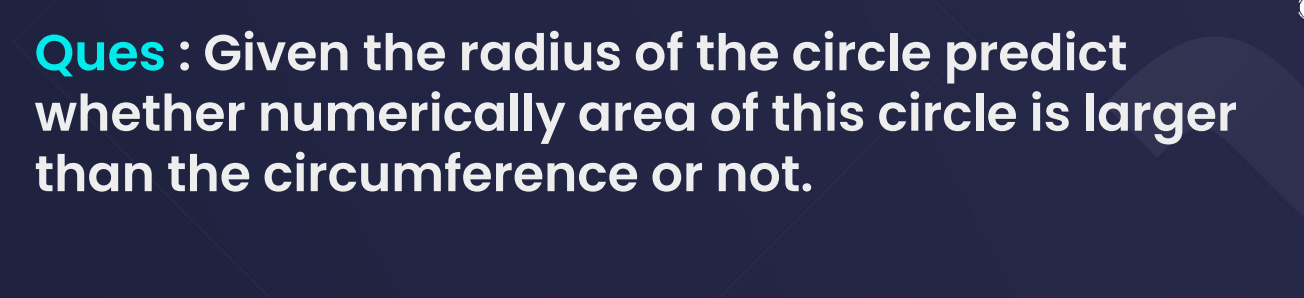 Ques : Given the radius of the circle predict
whether numerically area of this circle is larger
than the circumference or not.